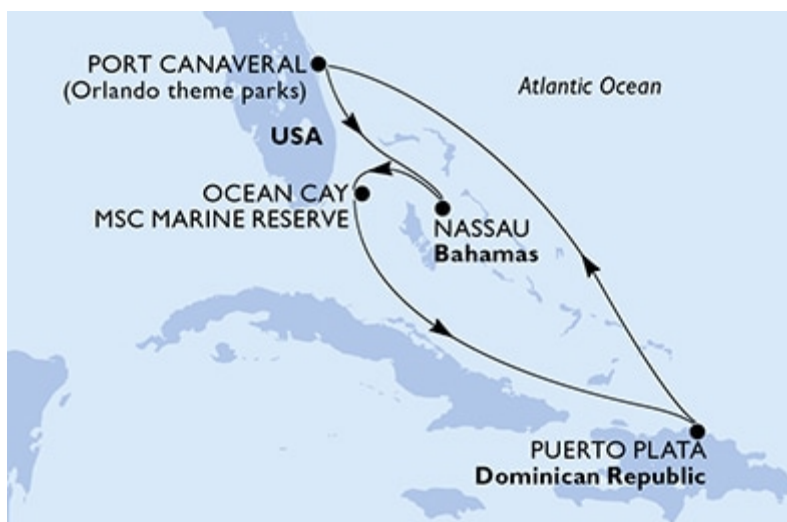 PORT CANAVERAL
(Orlando theme parks)
Atlantic Ocean
USA
OCEAN CAY
MSC MARINE RESERVE
NASSAU
Bahamas
PUERTO PLATA
Dominican Republic